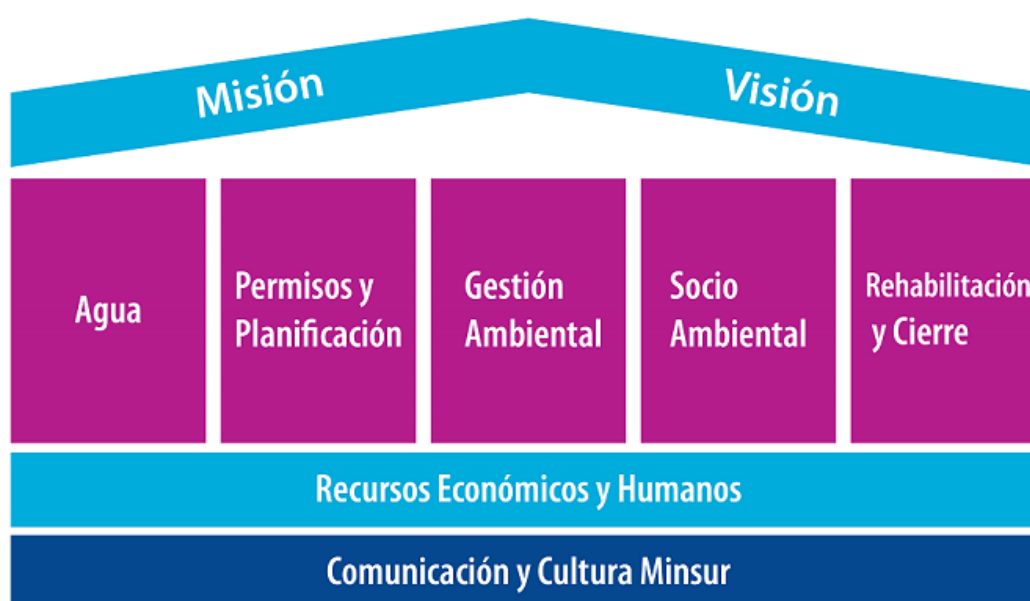 Misión
Visión
Agua
Permisos y
Planificación
Gestión
Ambiental
Socio
Ambiental
Rehabilitación
y Cierre
Recursos Económicos y Humanos
Comunicación y Cultura Minsur